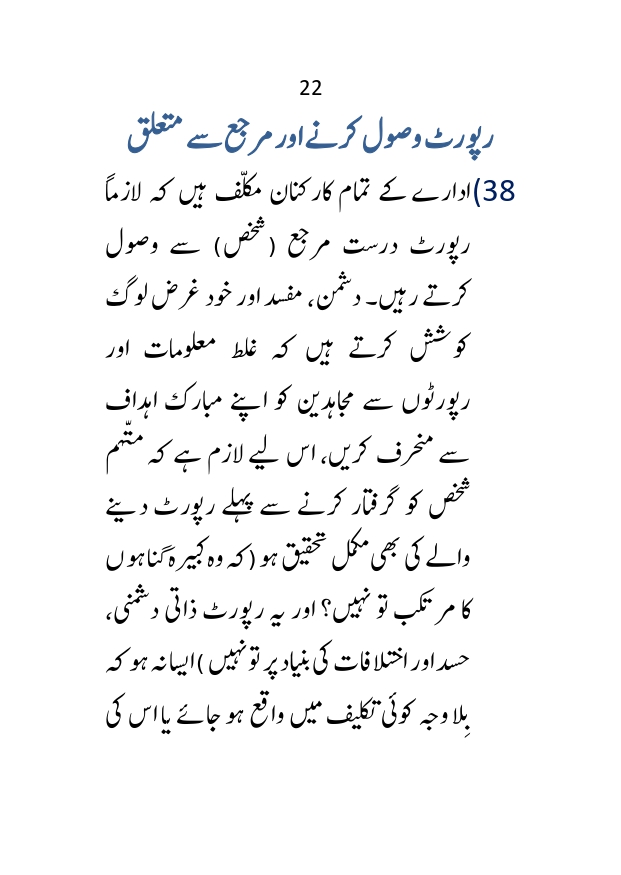 22
رپورٹ وصول کرنے اور مرجع سے متعلق
38)ادارے کے تمام کارکنان مکلّف ہیں کہ لازماً
رپورٹ درست مرجع (شخص) سے وصول
کرتے رہیں۔ دشمن، مفسد اور خود غرض لوگ
کوشش کرتے ہیں کہ غلط معلومات اور
رپورٹوں سے مجاہدین کو اپنے مبارک اہداف
سے منحرف کریں، اس لیے لازم ہے کہ متّہم
شخص کو گرفتار کرنے سے پہلے رپورٹ دینے
والے کی بھی مکمل تحقیق ہو (کہ وہ کبیرہ گناہوں
کا مرتکب تو نہیں؟ اور یہ رپورٹ ذاتی دشمنی،
حسد اور اختلافات کی بنیاد پر تو نہیں )ایسا نہ ہو کہ
بِلا وجہ کوئی تکلیف میں واقع ہو جائے یا اس کی